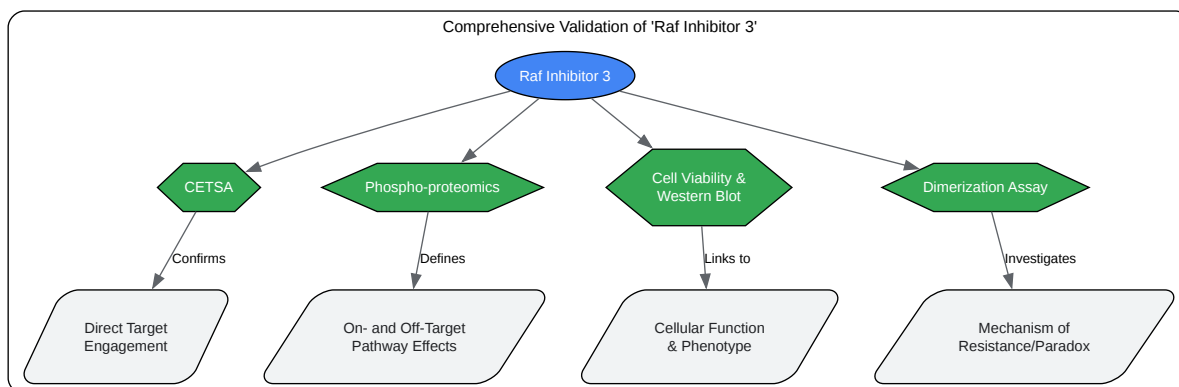 Comprehensive Validation of 'Raf Inhibitor 3'
Raf Inhibitor 3
CETSA
Phospho-proteomics
Cell Viability &
Western Blot
Dimerization Assay
Confirms
Defines
Links to
Investigates
Direct Target
Engagement
On- and Off-Target
Pathway Effects
Cellular Function
& Phenotype
Mechanism of
Resistance/Paradox